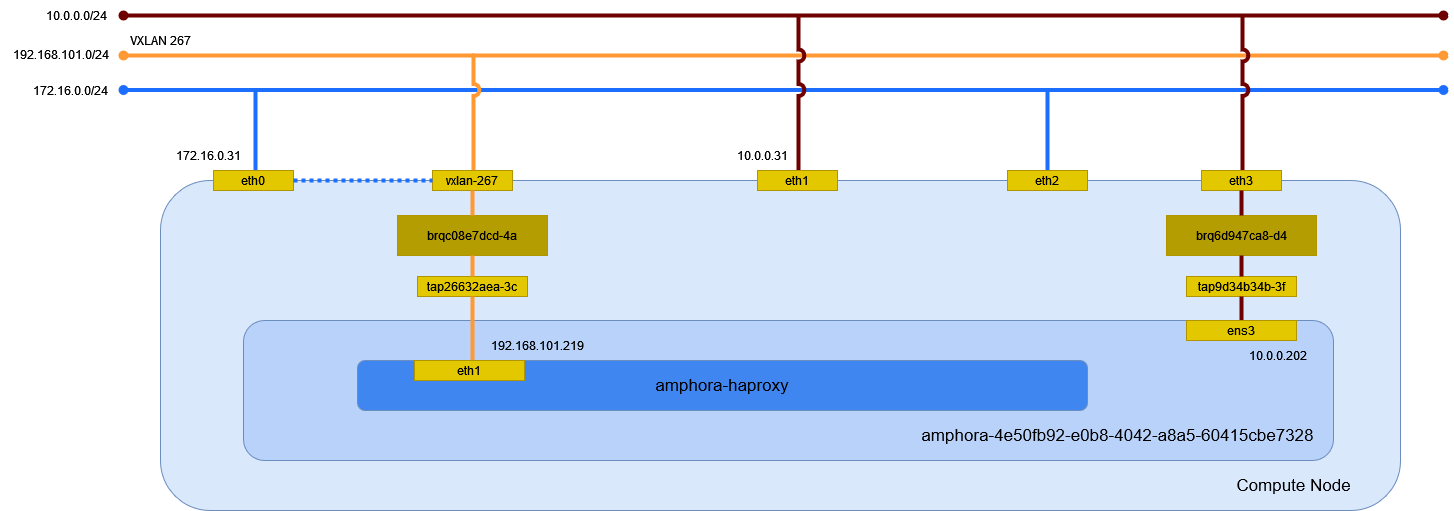 10.0.0.0/24
VXLAN 267
192.168.101.0/24
172.16.0.0/24
172.16.0.31
10.0.0.31
eth0
vxlan-267
eth1
eth2
eth3
brqc08e7dcd-4a
brq6d947ca8-d4
tap26632aea-3c
tap9d34b34b-3f
ens3
192.168.101.219
10.0.0.202
eth1
amphora-haproxy
amphora-4e50fb92-e0b8-4042-a8a5-60415cbe7328
Compute Node